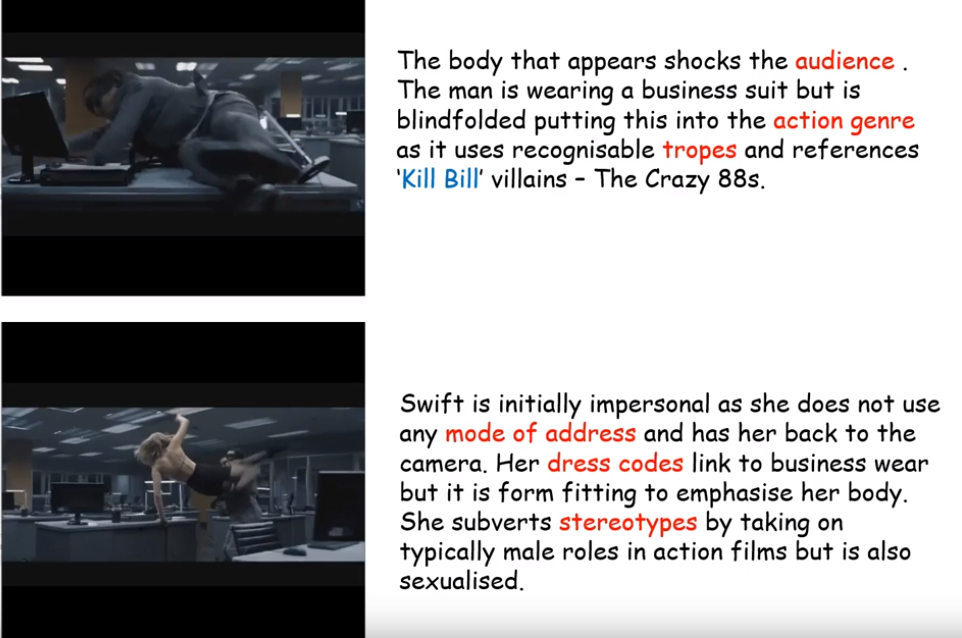 The body that appears shocks the audience .
The man is wearing a business suit but is
blindfolded putting this into the action genre
as it uses recognisable tropes and references
‘Kill Bill’ villains – The Crazy 88s.
Swift is initially impersonal as she does not use
any mode of address and has her back to the
camera. Her dress codes link to business wear
but it is form fitting to emphasise her body.
She subverts stereotypes by taking on
typically male roles in action films but is also
sexualised.